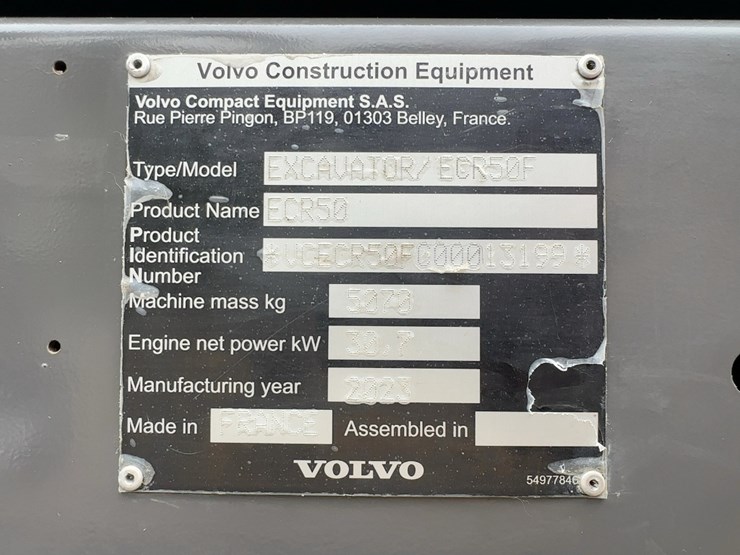 Volvo Construction Equipment
Volvo Compact Equipment S.A.S.
Rue Pierre Pingon, BP119, 01303 Belley, France.
Type/Model EXCAVATOR/ ECR50F
Product Name ECR50
Product
Identification *VCECR50FC00013199*
Number
Machine mass kg 5070
Engine net power kW
Manufacturing year 2023
Made in FRANCE Assembled in
VOLVO